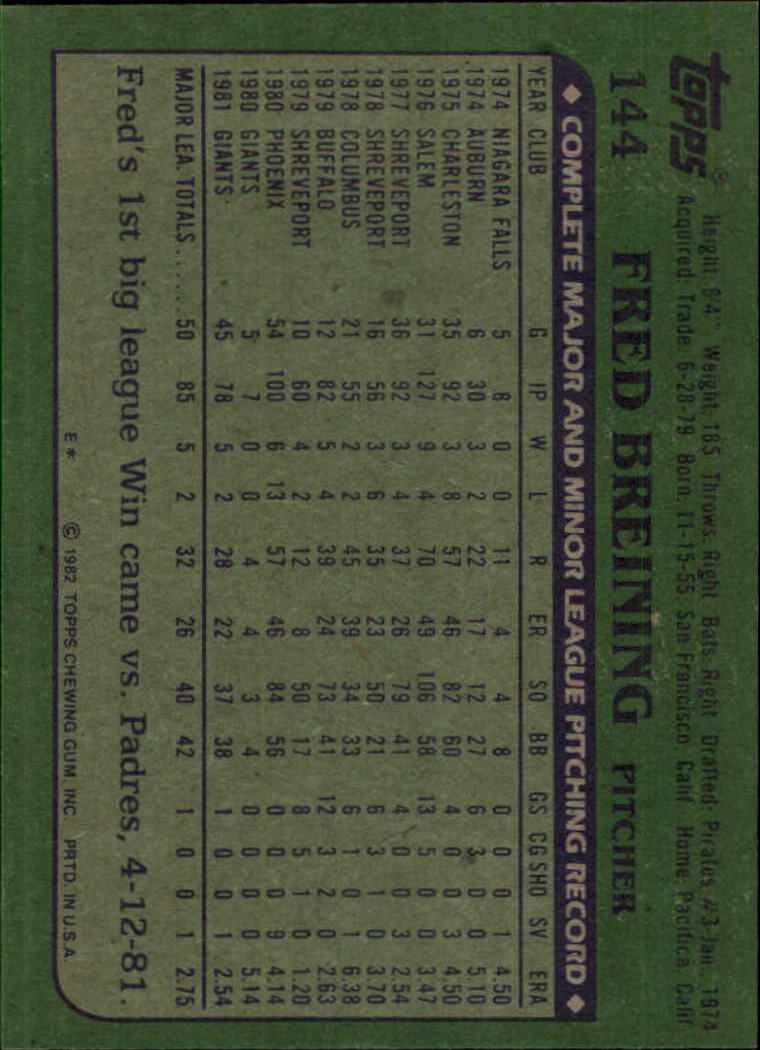 topps®
Height: 6'4" Weight: 185 Throws: Right Bats: Right Drafted: Pirates #3-Jan., 1974
Acquired: Trade: 6-28-79 Born: 11-15-55 San Francisco Calif Home: Pacifica, Calif
144 FRED BREINING PITCHER
◆ COMPLETE MAJOR AND MINOR LEAGUE PITCHING RECORD ◆
YEAR CLUB G IP W L R ER SO BB GS CG SHO SV ERA
1974 NIAGARA FALLS 5 8 0 0 11 4 4 8 0 0 0 1 4.50
1974 AUBURN 6 30 3 2 22 17 12 27 6 3 0 0 5.10
1975 CHARLESTON 35 92 3 8 57 46 82 60 4 0 0 3 4.50
1976 SALEM 31 127 9 4 70 49 106 58 13 5 0 0 3.47
1977 SHREVEPORT 36 92 3 4 37 26 79 41 4 0 0 3 2.54
1978 SHREVEPORT 16 56 3 6 35 23 50 21 6 3 1 0 3.70
1978 COLUMBUS 21 55 2 2 45 39 34 33 6 1 0 1 6.38
1979 BUFFALO 12 82 5 4 39 24 73 41 12 3 2 0 2.63
1979 SHREVEPORT 10 60 4 2 12 8 50 17 8 5 1 0 1.20
1980 PHOENIX 54 100 6 13 57 46 84 56 0 0 0 9 4.14
1980 GIANTS 5 7 0 0 4 4 3 4 0 0 0 0 5.14
1981 GIANTS 45 78 5 2 28 22 37 38 1 0 0 1 2.54
MAJOR LEA. TOTALS...... 50 85 5 2 32 26 40 42 1 0 0 1 2.75
Fred's 1st big league Win came vs. Padres, 4-12-81.
E* © 1982 TOPPS CHEWING GUM, INC. PRTD. IN U.S.A.